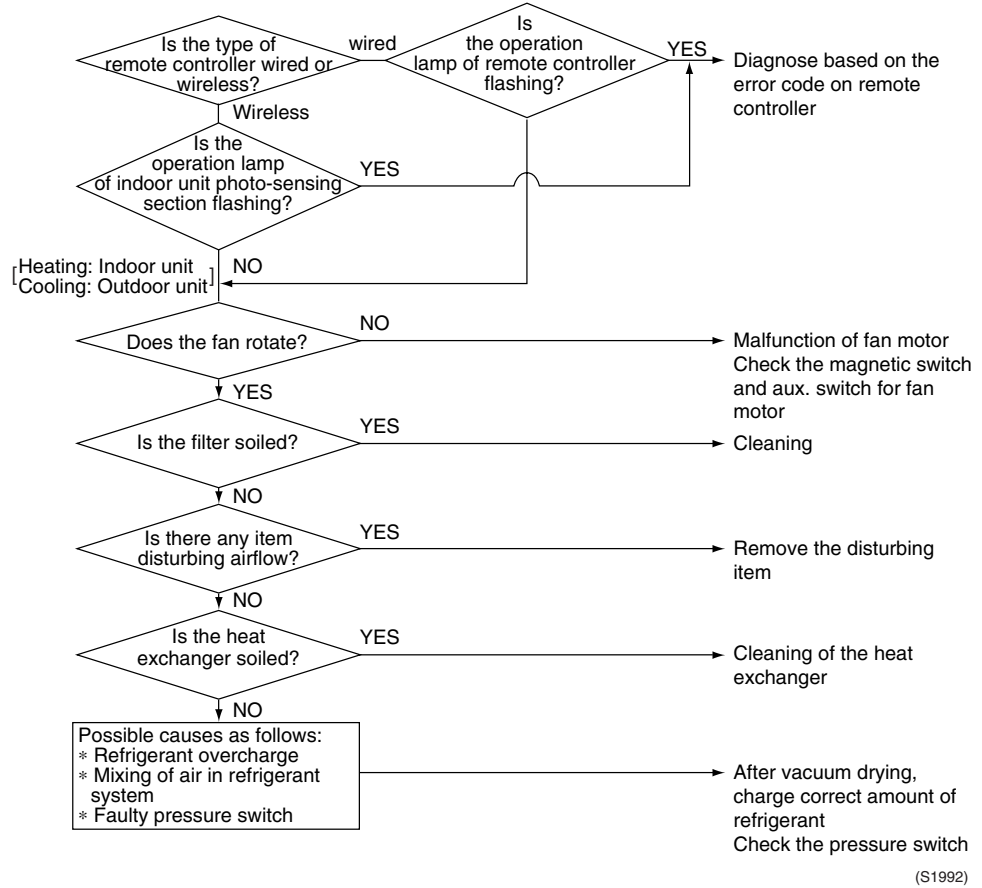 Is the type of
remote controller wired or
wireless?
wired
Is
the operation
lamp of remote controller
flashing?
YES
Diagnose based on the
error code on remote
controller
Wireless
Is the
operation lamp
of indoor unit photo-sensing
section flashing?
YES
[Heating: Indoor unit
Cooling: Outdoor unit]
NO
Does the fan rotate?
NO
Malfunction of fan motor
Check the magnetic switch
and aux. switch for fan
motor
YES
Is the filter soiled?
YES
Cleaning
NO
Is there any item
disturbing airflow?
YES
Remove the disturbing
item
NO
Is the heat
exchanger soiled?
YES
Cleaning of the heat
exchanger
NO
Possible causes as follows:
* Refrigerant overcharge
* Mixing of air in refrigerant
system
* Faulty pressure switch
After vacuum drying,
charge correct amount of
refrigerant
Check the pressure switch
(S1992)